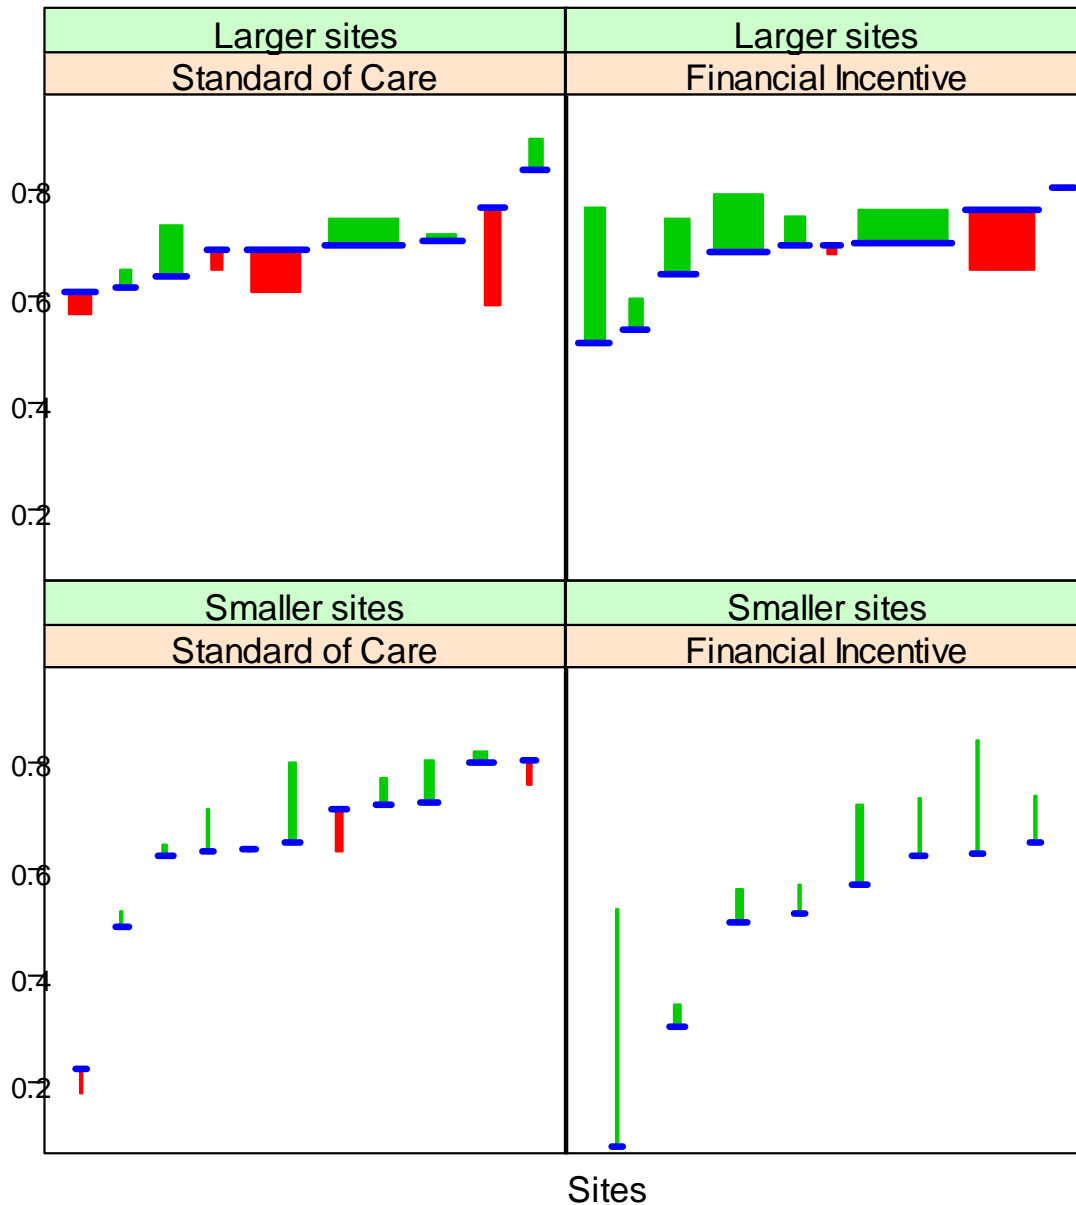 Larger sites
Larger sites
Standard of Care
Financial Incentive
0.8
0.6
0.4
0.2
Smaller sites
Smaller sites
Standard of Care
Financial Incentive
0.8
0.6
0.4
0.2
Sites